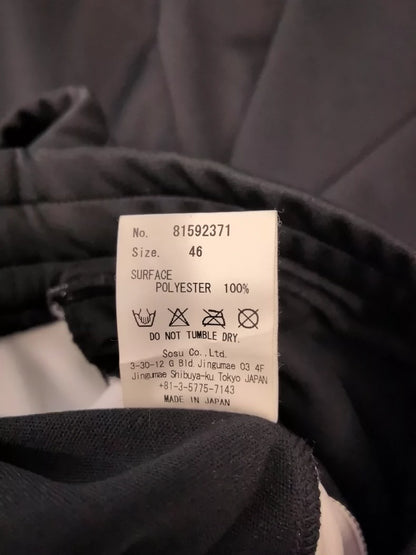 No. 81592371
Size. 46
SURFACE
POLYESTER 100%
DO NOT TUMBLE DRY.
Sosu Co.,Ltd.
3-30-12 G Bld Jingumae 03 4F
Jingumae Shibuya-ku Tokyo JAPAN
+81-3-5775-7143
MADE IN JAPAN